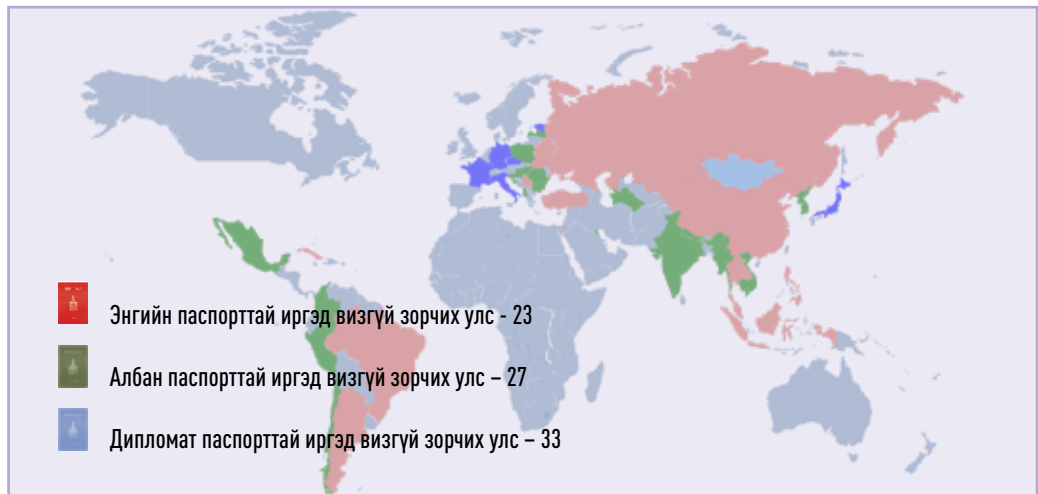 Энгийн паспорттай иргэд визгүй зорчих улс - 23
Албан паспорттай иргэд визгүй зорчих улс – 27
Дипломат паспорттай иргэд визгүй зорчих улс – 33